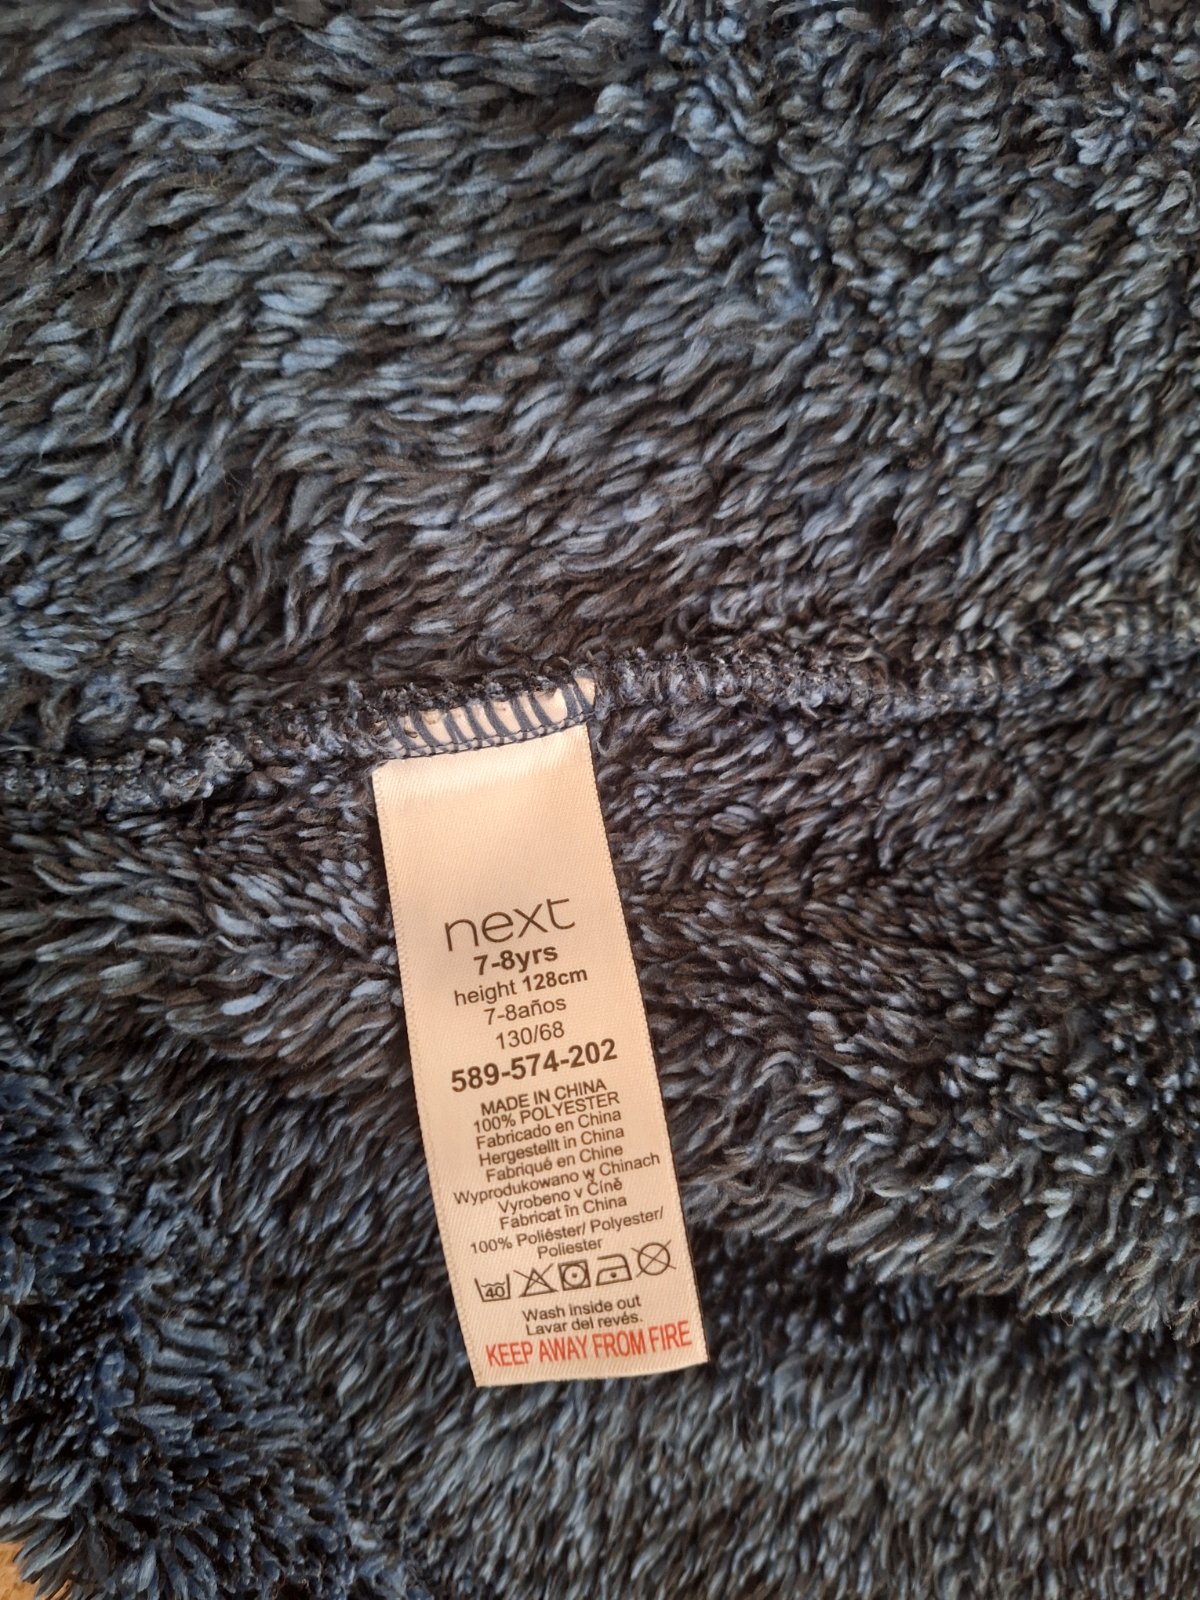 next
7-8yrs
height 128cm
7-8años
130/68
589-574-202
MADE IN CHINA
100% POLYESTER
Fabricado en China
Hergestellt in China
Fabriqué en Chine
Wyprodukowano w Chinach
Vyrobeno v Číně
Fabricat în China
100% Poliéster/ Polyester/
Poliester
40
Wash inside out
Lavar del revés.
KEEP AWAY FROM FIRE